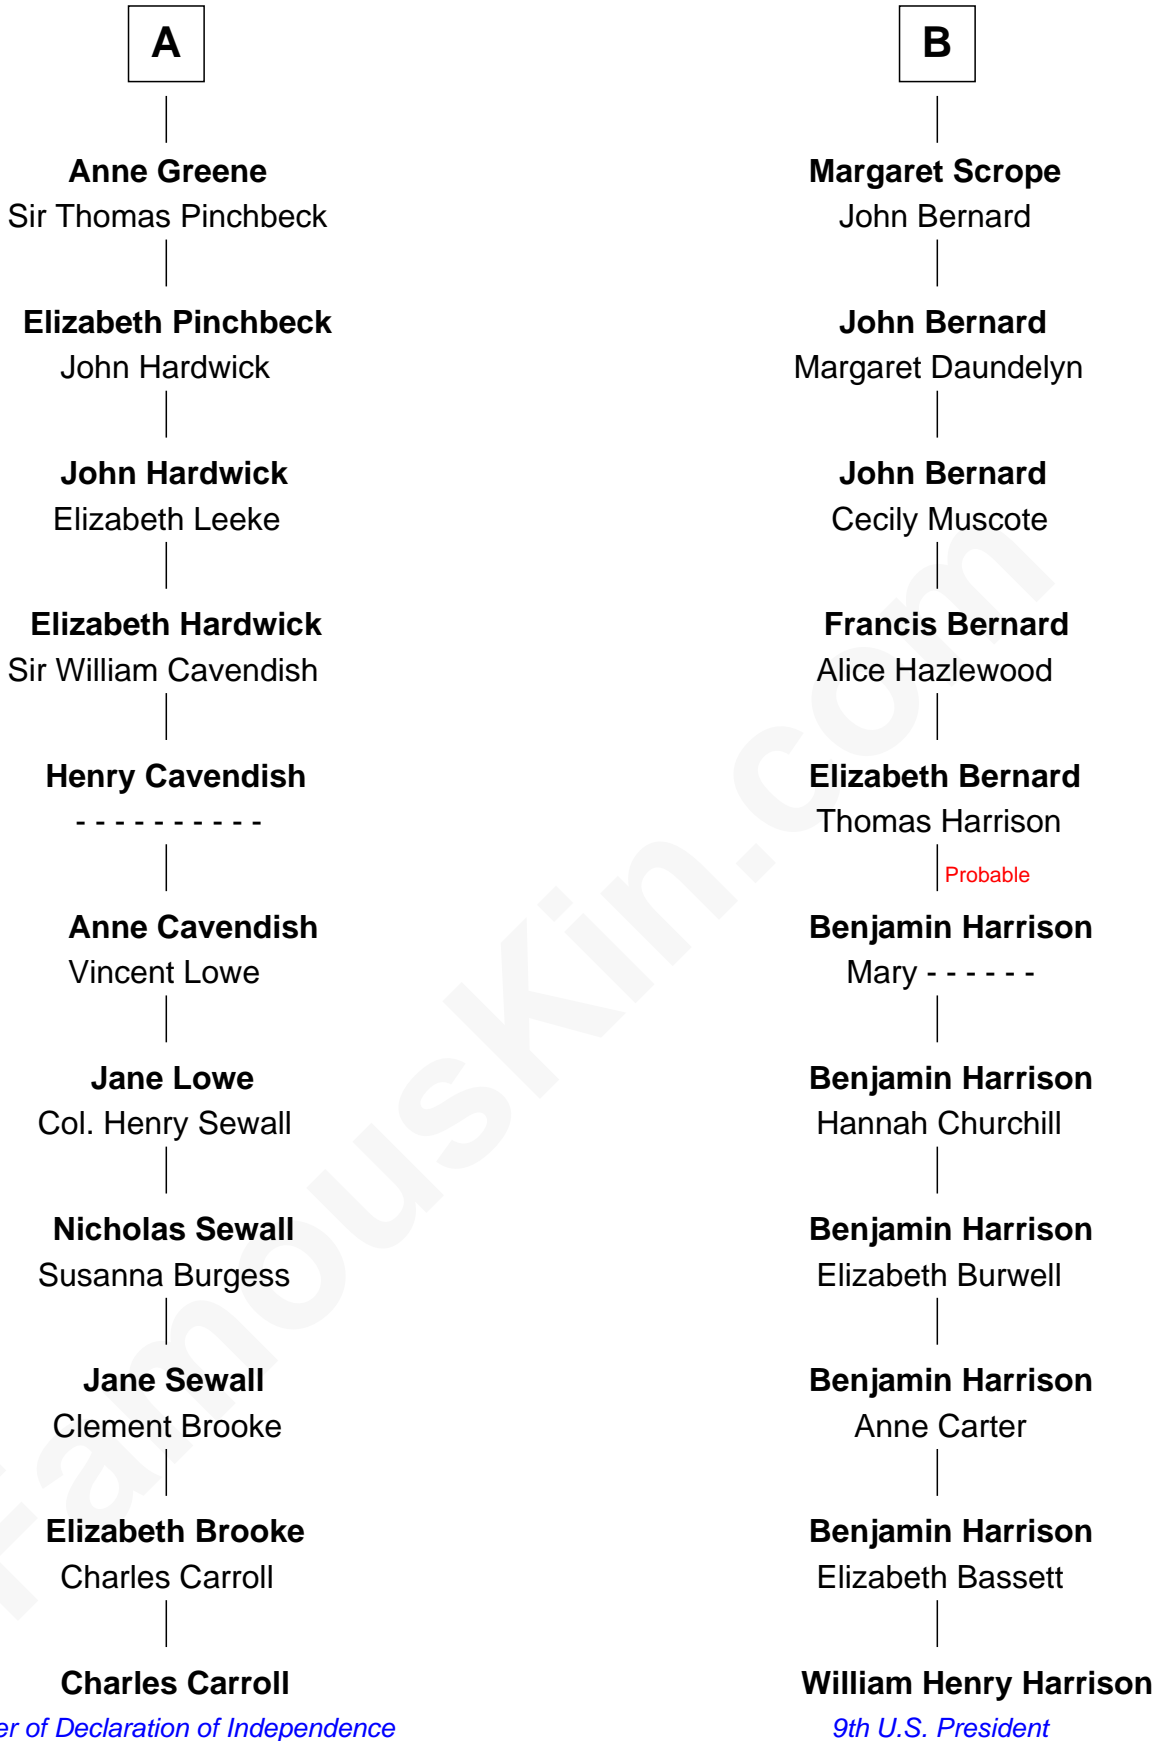 A
Anne Greene
Sir Thomas Pinchbeck
Elizabeth Pinchbeck
John Hardwick
John Hardwick
Elizabeth Leeke
Elizabeth Hardwick
Sir William Cavendish
Henry Cavendish
- - - - - - - - - -
Anne Cavendish
Vincent Lowe
Jane Lowe
Col. Henry Sewall
Nicholas Sewall
Susanna Burgess
Jane Sewall
Clement Brooke
Elizabeth Brooke
Charles Carroll
Charles Carroll
er of Declaration of Independence
B
Margaret Scrope
John Bernard
John Bernard
Margaret Daundelyn
John Bernard
Cecily Muscote
Francis Bernard
Alice Hazlewood
Elizabeth Bernard
Thomas Harrison
Probable
Benjamin Harrison
Mary - - - - - -
Benjamin Harrison
Hannah Churchill
Benjamin Harrison
Elizabeth Burwell
Benjamin Harrison
Anne Carter
Benjamin Harrison
Elizabeth Bassett
William Henry Harrison
9th U.S. President
FamousKin.com